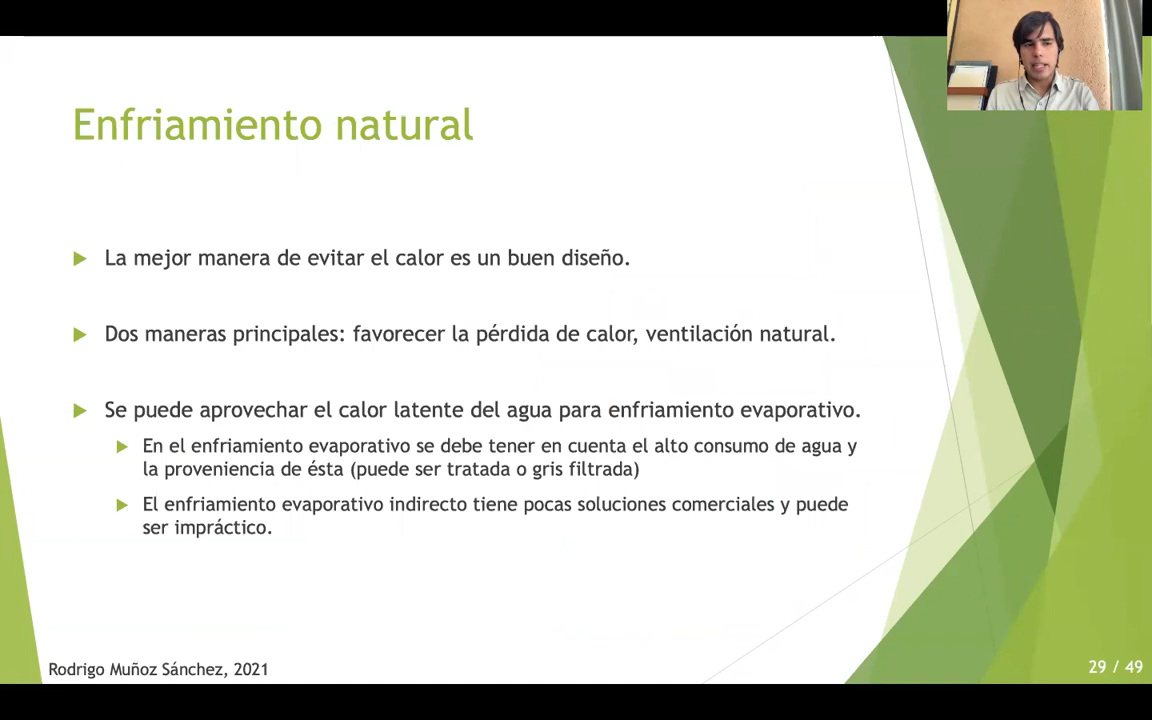 Enfriamiento natural
La mejor manera de evitar el calor es un buen diseño.
Dos maneras principales: favorecer la pérdida de calor, ventilación natural.
Se puede aprovechar el calor latente del agua para enfriamiento evaporativo.
En el enfriamiento evaporativo se debe tener en cuenta el alto consumo de agua y
la proveniencia de ésta (puede ser tratada o gris filtrada)
El enfriamiento evaporativo indirecto tiene pocas soluciones comerciales y puede
ser impráctico.
Rodrigo Muñoz Sánchez, 2021
29 / 49